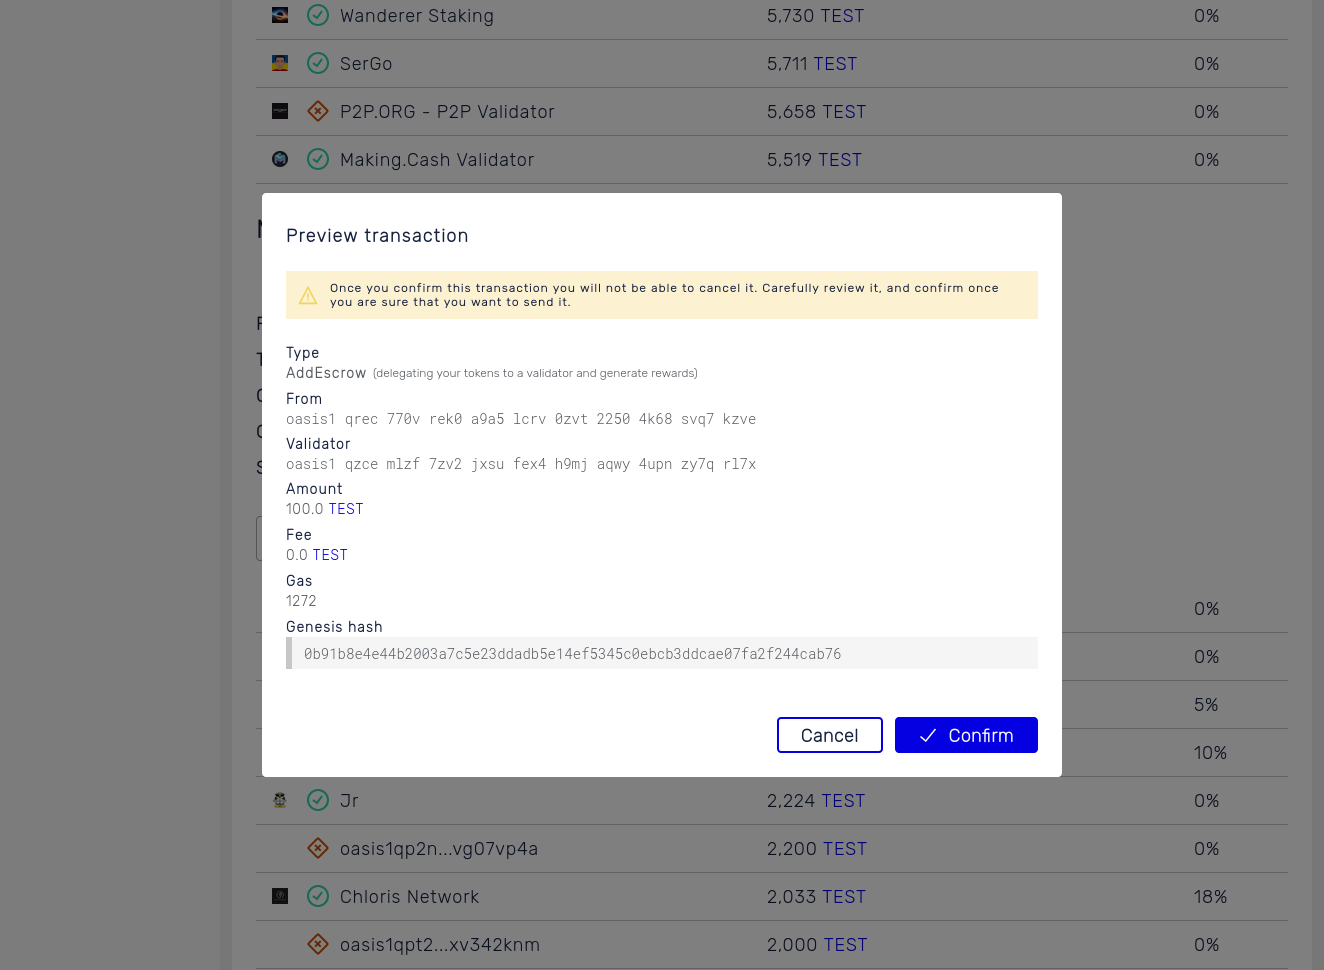 Wanderer Staking 5,730 TEST 0%
SerGo 5,711 TEST 0%
P2P.ORG - P2P Validator 5,658 TEST 0%
Making.Cash Validator 5,519 TEST 0%
Preview transaction
Once you confirm this transaction you will not be able to cancel it. Carefully review it, and confirm once
you are sure that you want to send it.
Type
AddEscrow (delegating your tokens to a validator and generate rewards)
From
oasis1 qrec 770v rek0 a9a5 lcrv 0zvt 2250 4k68 svq7 kzve
Validator
oasis1 qzce mlzf 7zv2 jxsu fex4 h9mj aqwy 4upn zy7q rl7x
Amount
100.0 TEST
Fee
0.0 TEST
Gas
1272
0%
Genesis hash
0b91b8e4e44b2003a7c5e23ddadb5e14ef5345c0ebcb3ddcae07fa2f244cab76
0%
5%
Cancel Confirm
10%
Jr 2,224 TEST 0%
oasis1qp2n...vg07vp4a 2,200 TEST 0%
Chloris Network 2,033 TEST 18%
oasis1qpt2...xv342knm 2,000 TEST 0%